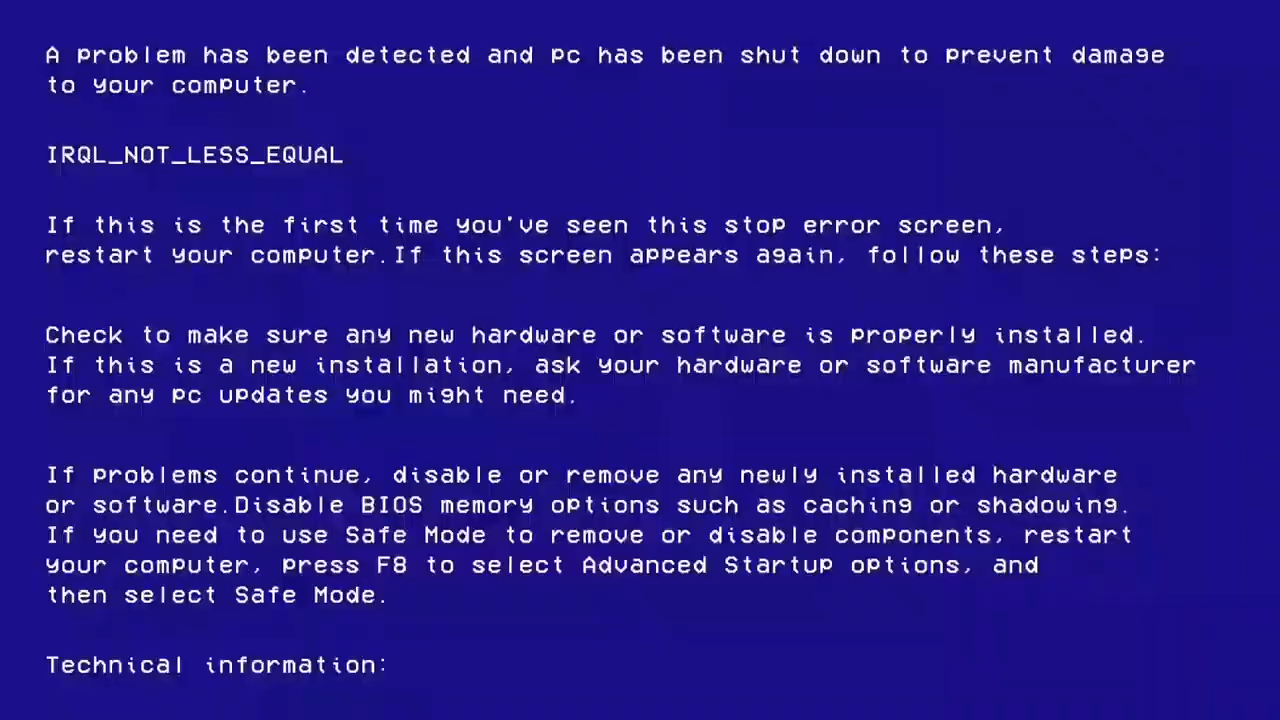 A problem has been detected and pc has been shut down to prevent damage
to your computer.
IRQL_NOT_LESS_EQUAL
If this is the first time you've seen this stop error screen,
restart your computer.If this screen appears again, follow these steps:
Check to make sure any new hardware or software is properly installed.
If this is a new installation, ask your hardware or software manufacturer
for any pc updates you might need.
If problems continue, disable or remove any newly installed hardware
or software.Disable BIOS memory options such as caching or shadowing.
If you need to use Safe Mode to remove or disable components, restart
your computer, press F8 to select Advanced Startup options, and
then select Safe Mode.
Technical information: